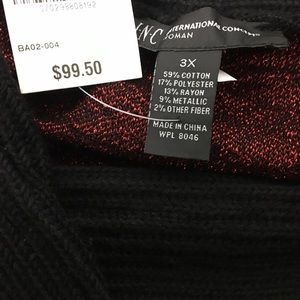 BA02-004
$99.50
I·N·C INTERNATIONAL CONCEPTS
WOMAN
3X
59% COTTON
17% POLYESTER
13% RAYON
9% METALLIC
2% OTHER FIBER
MADE IN CHINA
WPL 8046